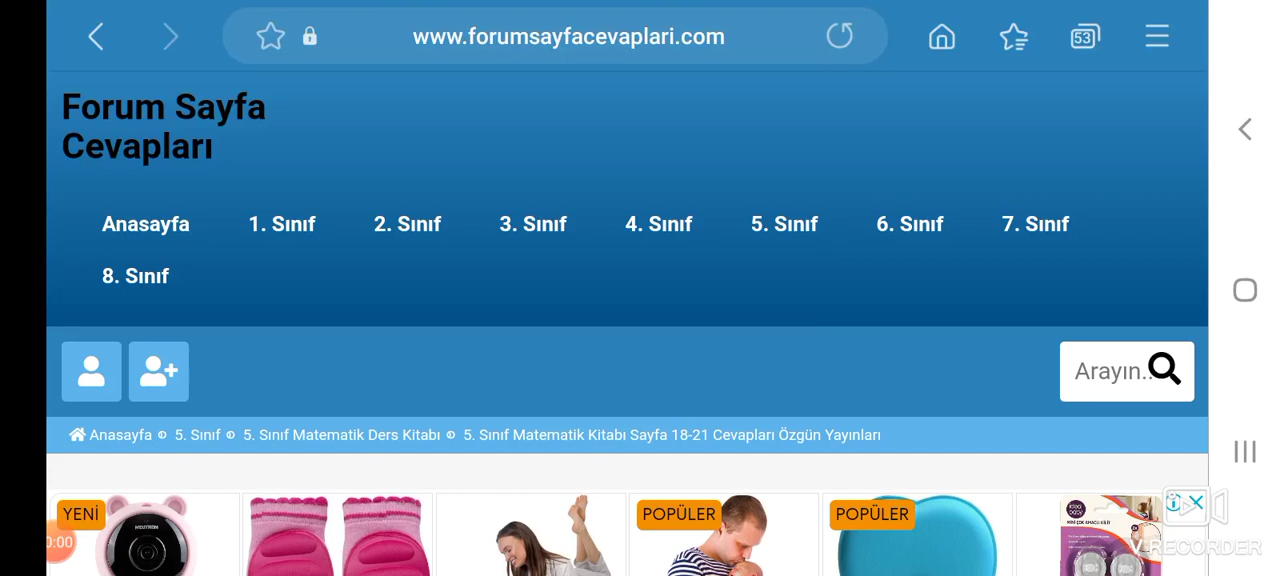 www.forumsayfacevaplari.com
53
Forum Sayfa
Cevapları
Anasayfa 1. Sınıf 2. Sınıf 3. Sınıf 4. Sınıf 5. Sınıf 6. Sınıf 7. Sınıf
8. Sınıf
Arayın..
Anasayfa 5. Sınıf 5. Sınıf Matematik Ders Kitabı 5. Sınıf Matematik Kitabı Sayfa 18-21 Cevapları Özgün Yayınları
YENİ POPÜLER POPÜLER
NEUTRON
0:00
V RECORDER